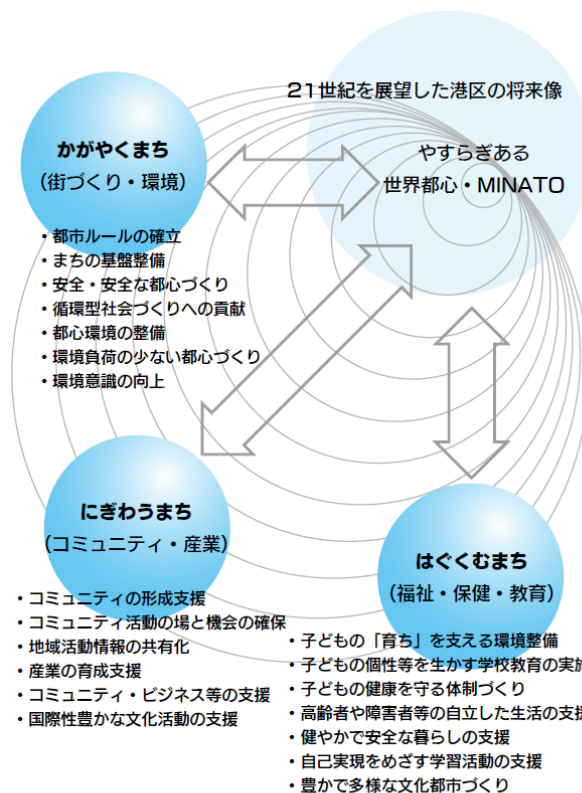 21世紀を展望した港区の将来像
やすらぎある
世界都心・MINATO
かがやくまち
(街づくり・環境)
・都市ルールの確立
・まちの基盤整備
・安全・安全な都心づくり
・循環型社会づくりへの貢献
・都心環境の整備
・環境負荷の少ない都心づくり
・環境意識の向上
にぎわうまち
(コミュニティ・産業)
・コミュニティの形成支援
・コミュニティ活動の場と機会の確保
・地域活動情報の共有化
・産業の育成支援
・コミュニティ・ビジネス等の支援
・国際性豊かな文化活動の支援
はぐくむまち
(福祉・保健・教育)
・子どもの「育ち」を支える環境整備
・子どもの個性等を生かす学校教育の実施
・子どもの健康を守る体制づくり
・高齢者や障害者等の自立した生活の支援
・健やかで安全な暮らしの支援
・自己実現をめざす学習活動の支援
・豊かで多様な文化都市づくり